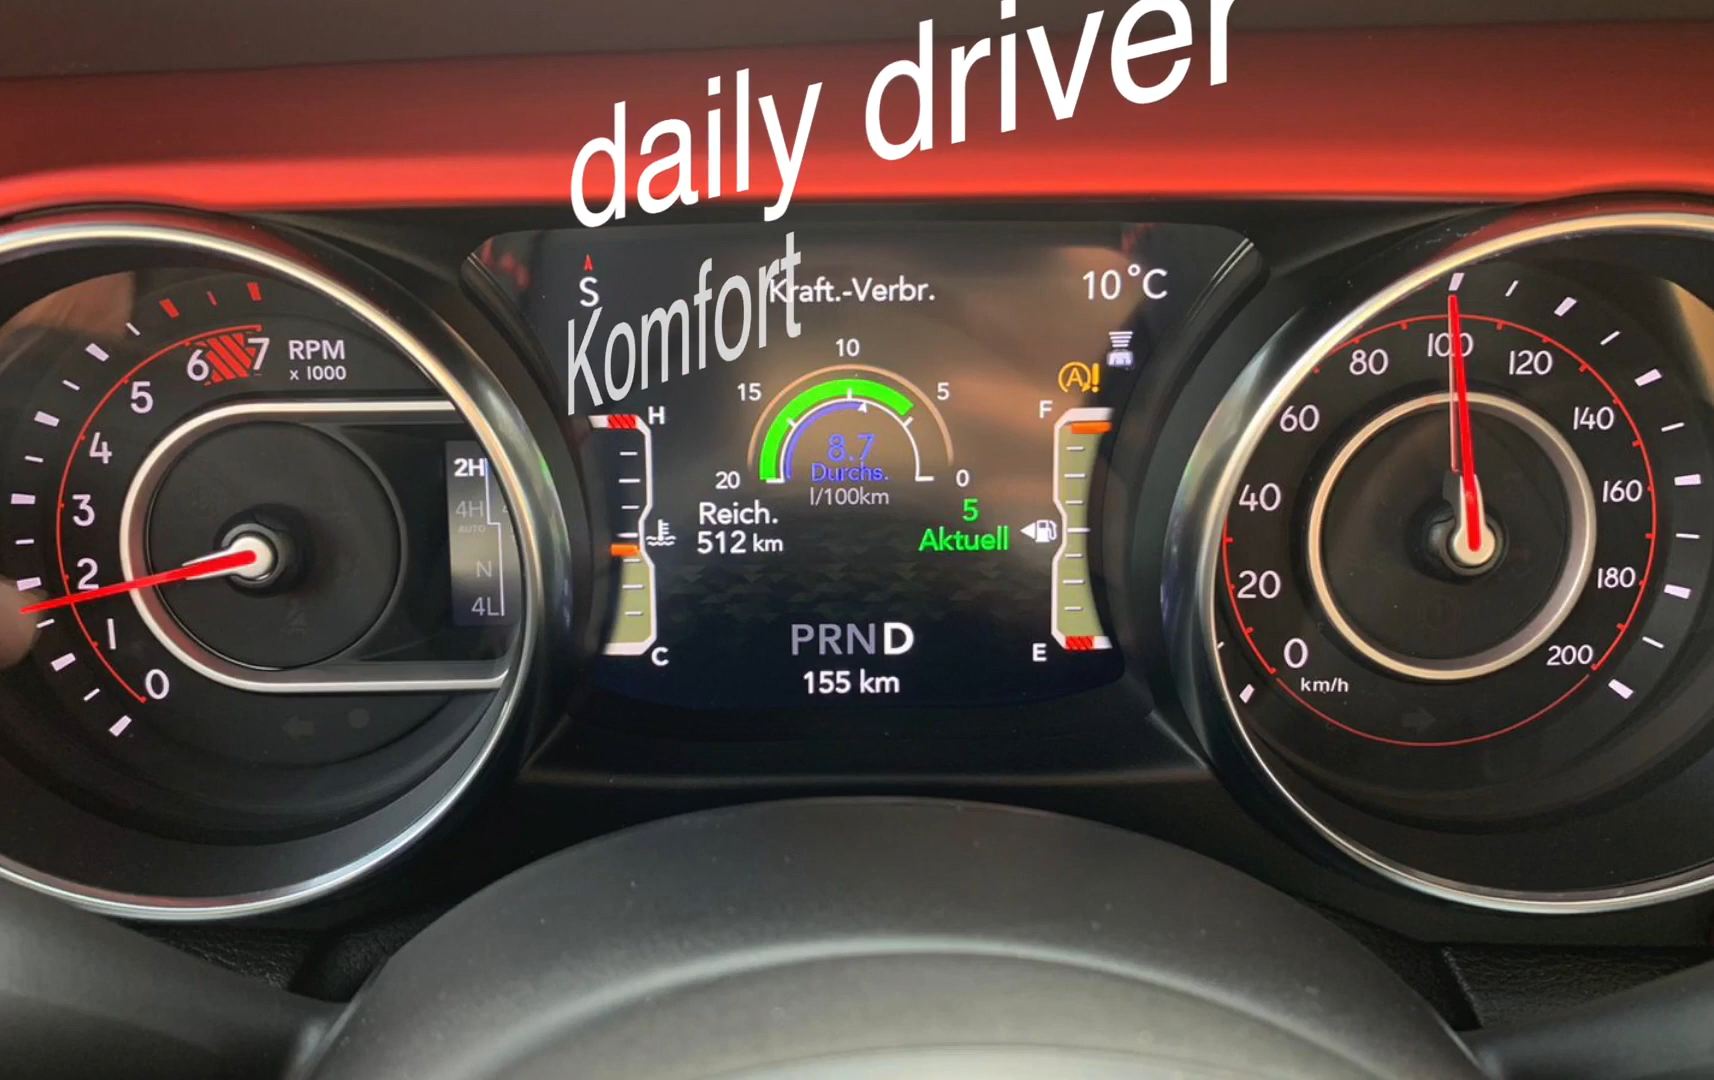 daily driver
Komfort
S
Kraft.-Verbr.
10°C
6 7
RPM
x 1000
5
4
3
2
1
0
2H
4H
AUTO
N
4L
H
C
10
15
5
20
0
8.7
Durchs.
l/100km
Reich.
512 km
5
Aktuell
A!
F
E
PRND
155 km
0
20
40
60
80
100
120
140
160
180
200
km/h